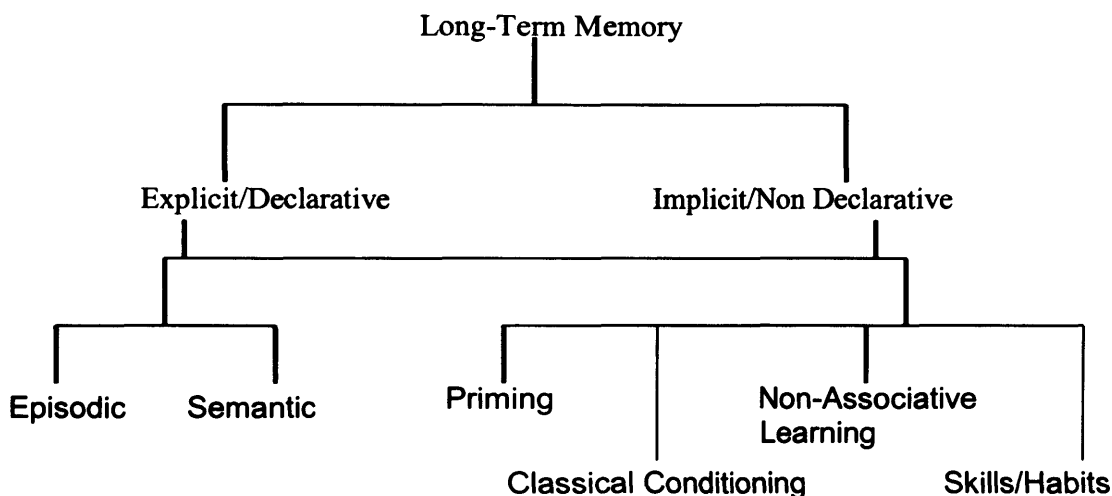 Long-Term Memory
Explicit/Declarative
Implicit/Non Declarative
Episodic
Semantic
Priming
Non-Associative
Learning
Classical Conditioning
Skills/Habits